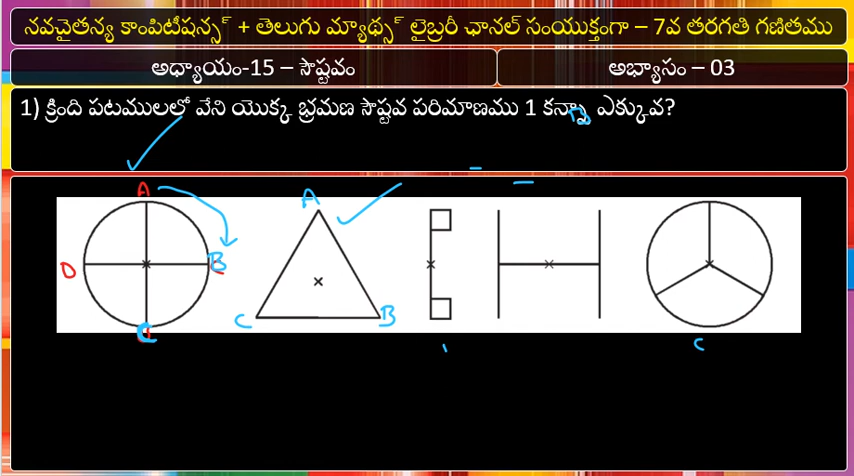 నవచైతన్య కాంపిటీషన్స్ + తెలుగు మ్యాథ్స్ లైబ్రరీ ఛానల్ సంయుక్తంగా – 7వ తరగతి గణితము
అధ్యాయం-15 – సౌష్టవం
అభ్యాసం – 03
1) క్రింది పటములలో వేని యొక్క భ్రమణ సౌష్టవ పరిమాణము 1 కన్నా ఎక్కువ?
A A
D B
C B
C